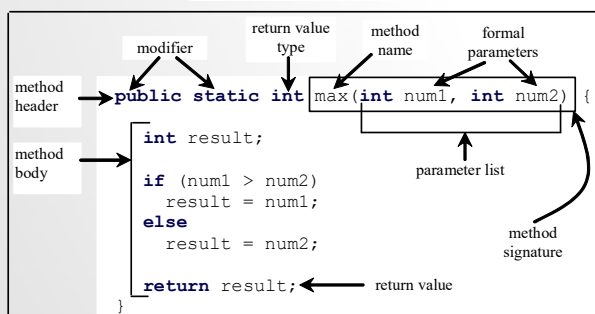 return value
type
method
name
formal
parameters
modifier
method
header
public static int max(int num1, int num2) {
method
body
int result;
parameter list
if (num1 > num2)
result = num1;
else
result = num2;
method
signature
return result;
return value
}